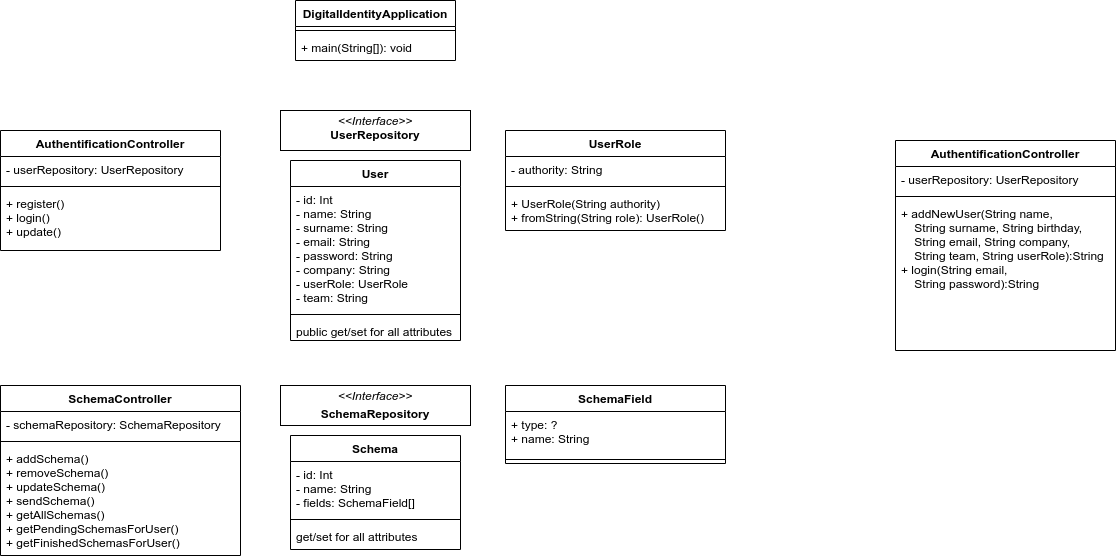 DigitalIdentityApplication
+ main(String[]): void
AuthentificationController
- userRepository: UserRepository
+ register()
+ login()
+ update()
<<Interface>>
UserRepository
User
- id: Int
- name: String
- surname: String
- email: String
- password: String
- company: String
- userRole: UserRole
- team: String
public get/set for all attributes
UserRole
- authority: String
+ UserRole(String authority)
+ fromString(String role): UserRole()
AuthentificationController
- userRepository: UserRepository
+ addNewUser(String name,
String surname, String birthday,
String email, String company,
String team, String userRole):String
+ login(String email,
String password):String
SchemaController
- schemaRepository: SchemaRepository
+ addSchema()
+ removeSchema()
+ updateSchema()
+ sendSchema()
+ getAllSchemas()
+ getPendingSchemasForUser()
+ getFinishedSchemasForUser()
<<Interface>>
SchemaRepository
Schema
- id: Int
- name: String
- fields: SchemaField[]
get/set for all attributes
SchemaField
+ type: ?
+ name: String